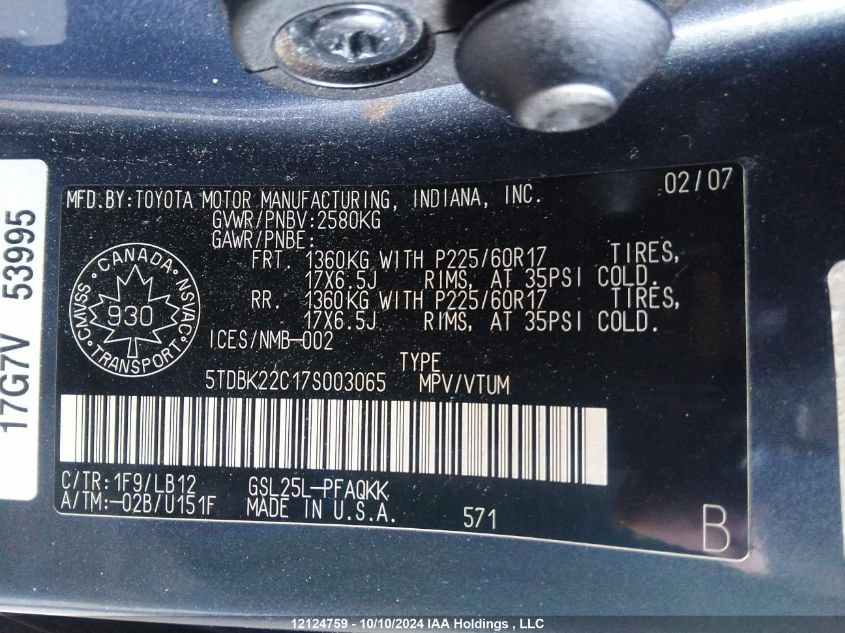 17G7V 53995
MFD.BY:TOYOTA MOTOR MANUFACTURING, INDIANA, INC. 02/07
GVWR/PNBV:2580KG
GAWR/PNBE:
FRT. 1360KG WITH P225/60R17 TIRES,
17X6.5J RIMS, AT 35PSI COLD.
RR. 1360KG WITH P225/60R17 TIRES,
17X6.5J RIMS, AT 35PSI COLD.
CANADA
CMVSS NSVAC
930
TRANSPORT
ICES/NMB-002
TYPE
5TDBK22C17S003065 MPV/VTUM
C/TR:1F9/LB12 GSL25L-PFAQKK
A/TM:-02B/U151F MADE IN U.S.A. 571
B
12124759 - 10/10/2024 IAA Holdings , LLC